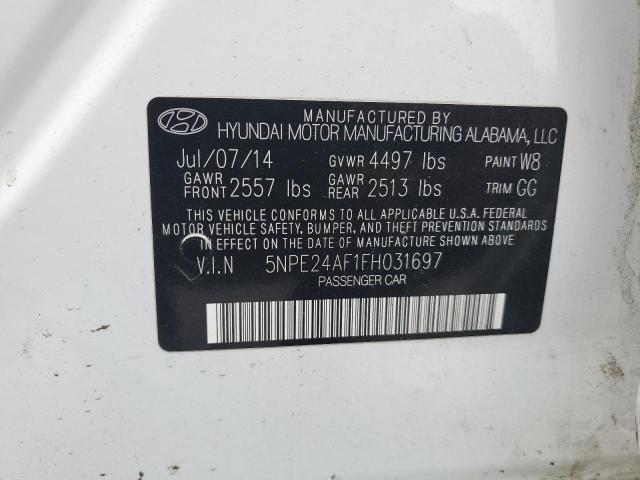 MANUFACTURED BY
HYUNDAI MOTOR MANUFACTURING ALABAMA, LLC
Jul/07/14 GVWR 4497 lbs PAINT W8
GAWR FRONT 2557 lbs GAWR REAR 2513 lbs TRIM GG
THIS VEHICLE CONFORMS TO ALL APPLICABLE U.S.A. FEDERAL
MOTOR VEHICLE SAFETY, BUMPER, AND THEFT PREVENTION STANDARDS
IN EFFECT ON THE DATE OF MANUFACTURE SHOWN ABOVE.
V.I.N 5NPE24AF1FH031697
PASSENGER CAR